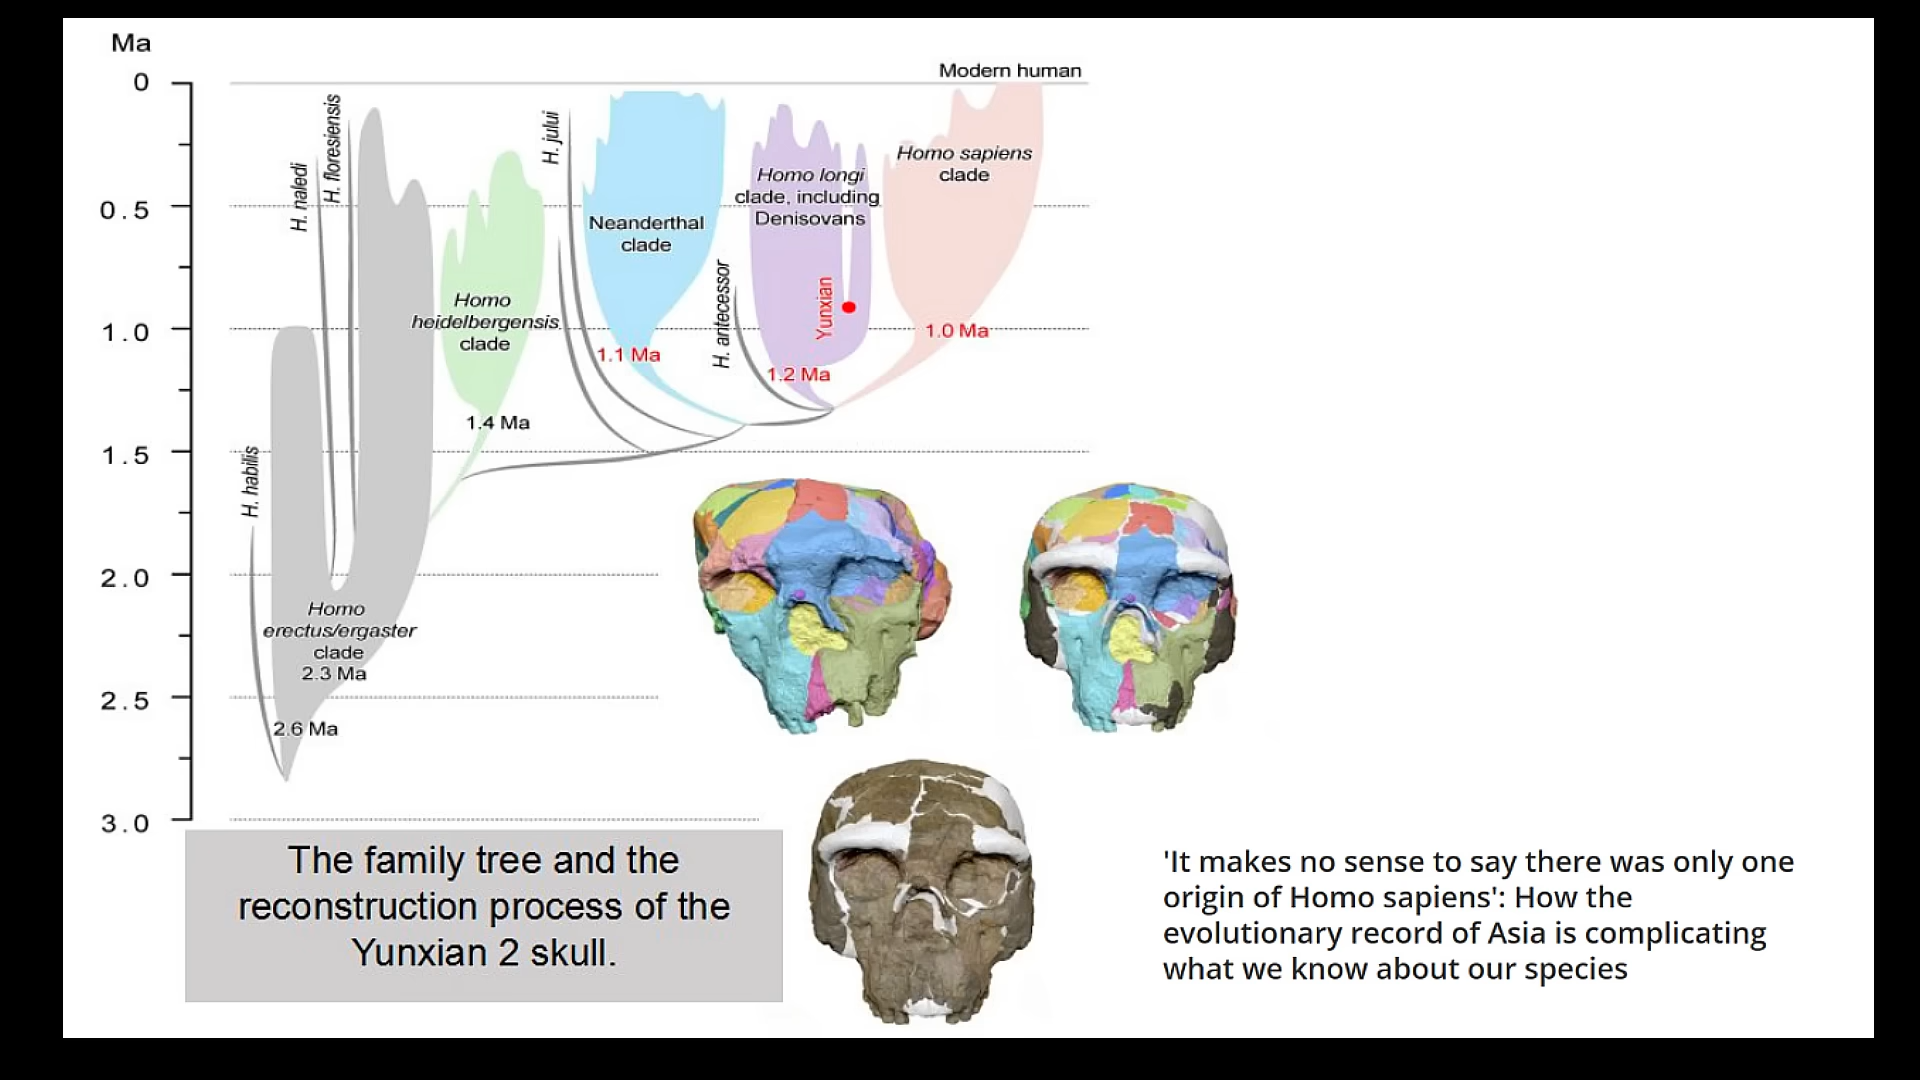 Ma
0
0.5
1.0
1.5
2.0
2.5
3.0
Modern human
H. habilis
H. naledi
H. floresiensis
Homo
erectus/ergaster
clade
2.3 Ma
2.6 Ma
Homo
heidelbergensis
clade
1.4 Ma
H. jului
Neanderthal
clade
1.1 Ma
H. antecessor
Homo longi
clade, including
Denisovans
Yunxian
1.2 Ma
Homo sapiens
clade
1.0 Ma
The family tree and the
reconstruction process of the
Yunxian 2 skull.
'It makes no sense to say there was only one
origin of Homo sapiens': How the
evolutionary record of Asia is complicating
what we know about our species